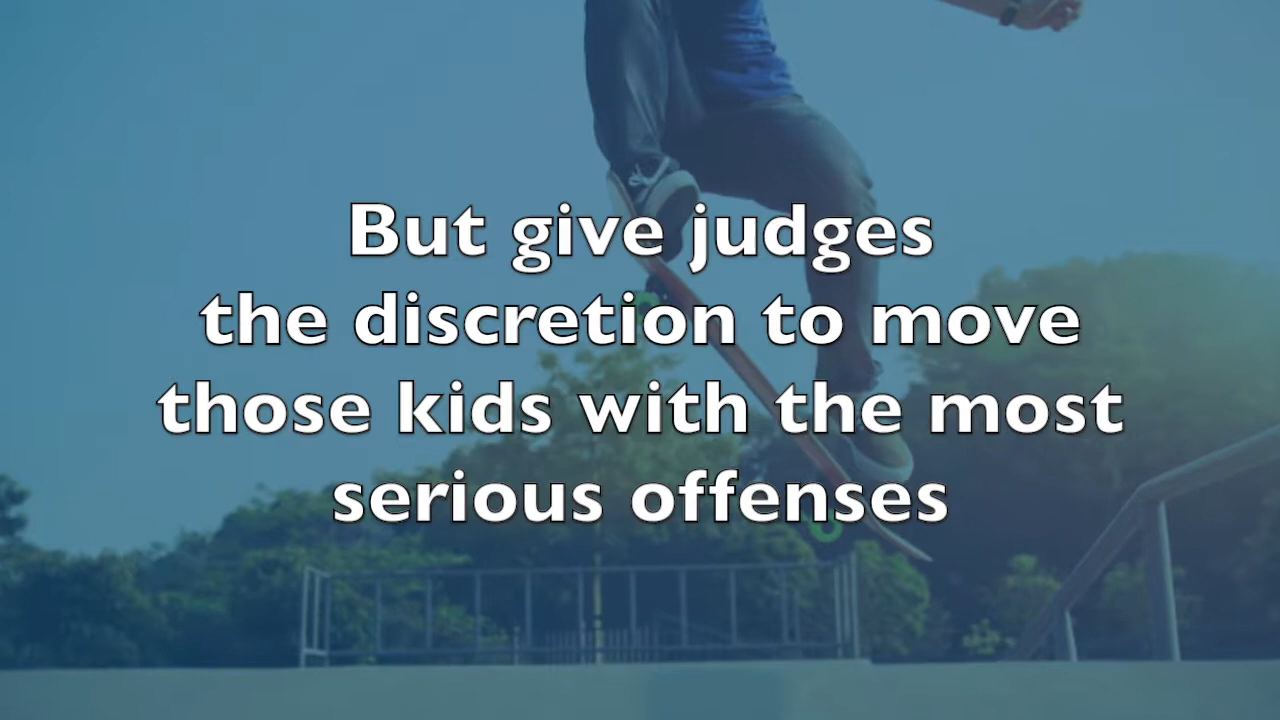 But give judges
the discretion to move
those kids with the most
serious offenses